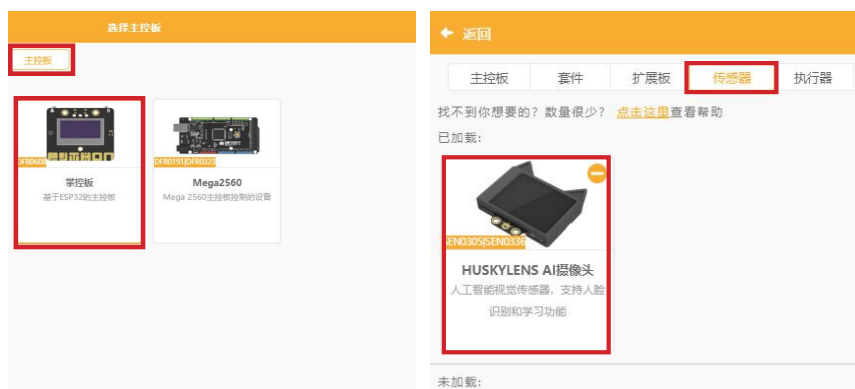 选择主控板
主控板
DFR0608
掌控板
基于ESP32的主控板
DFR0191|DFR0323
Mega2560
Mega 2560主控板控制的设备
返回
主控板 套件 扩展板 传感器 执行器
找不到你想要的？数量很少？ 点击这里查看帮助
已加载:
SEN0305|SEN0336
HUSKYLENS AI摄像头
人工智能视觉传感器，支持人脸
识别和学习功能
未加载: